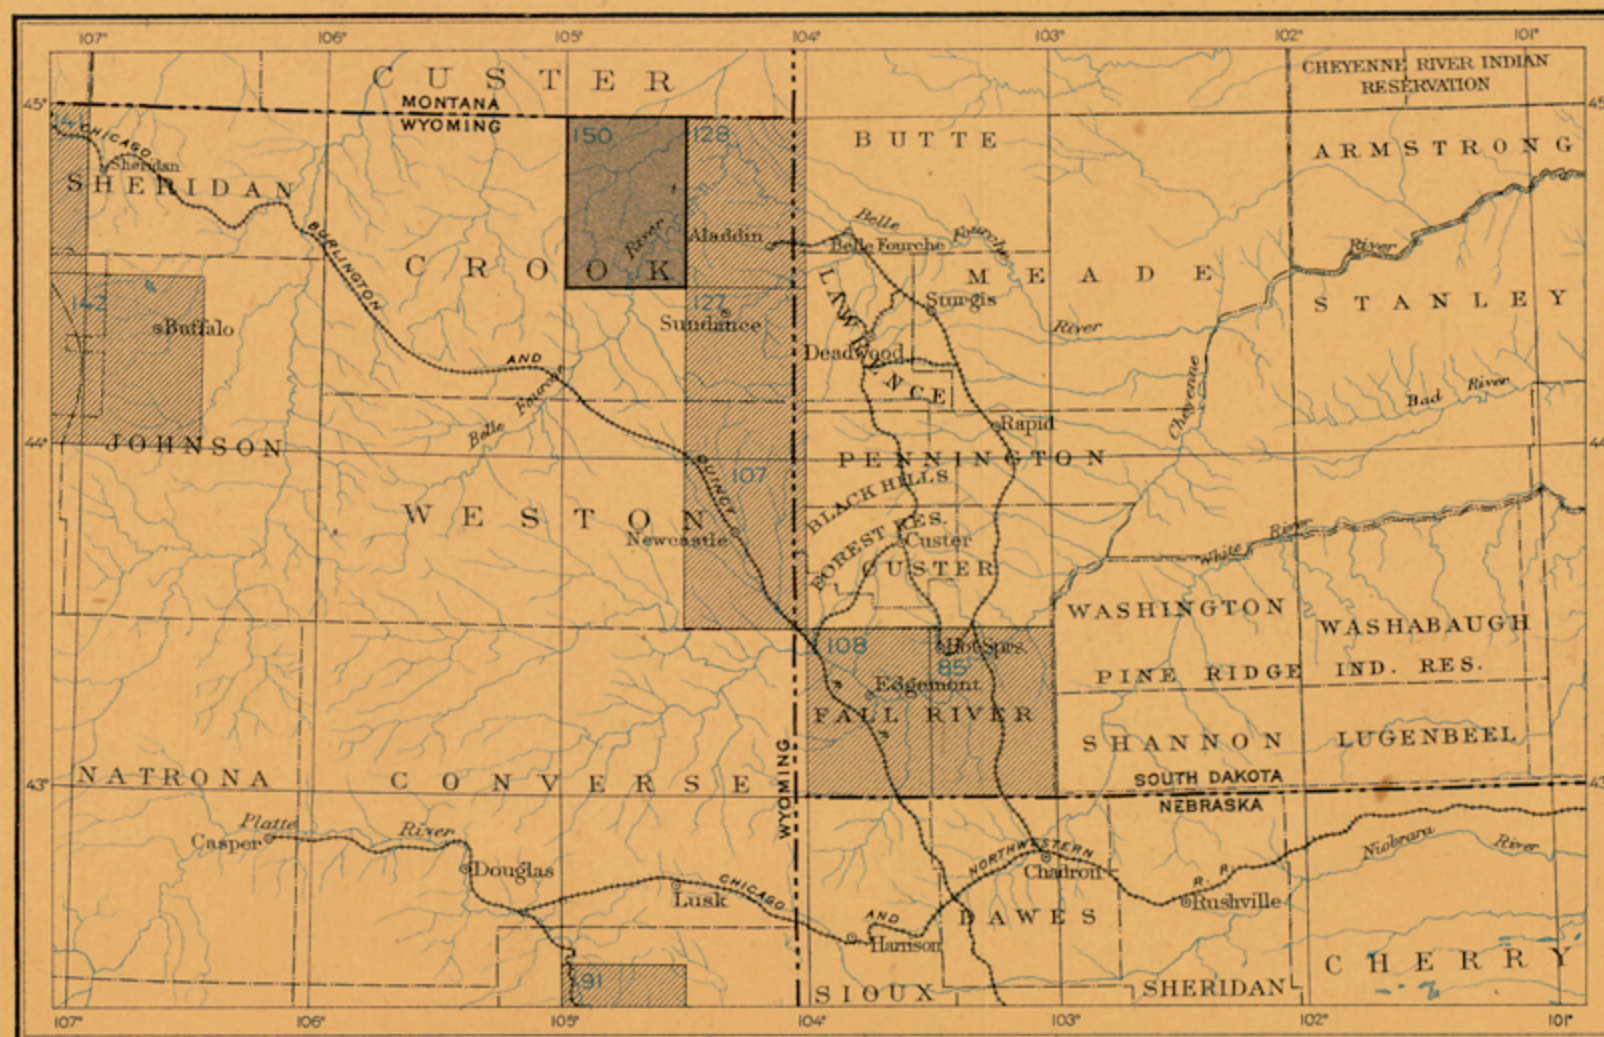 107° 106° 105° 104° 103° 102° 101°
CUSTER
CHEYENNE RIVER INDIAN
RESERVATION
45°
MONTANA
WYOMING
45
141
CHICAGO
150
128
BUTTE
ARMSTRONG
Sheridan
SHERIDAN
BURLINGTON
River
Aladdin
Belle Fourche
Belle Fourche
River
CROOK
MEADE
142
Buffalo
127
Sundance
LAWRENCE
Sturgis
River
STANLEY
Deadwood
AND
Belle Fourche
Cheyenne
Bad River
Rapid
44°
JOHNSON
PENNINGTON
44
QUINCY
107
BLACK HILLS
FOREST RES.
WESTON
Newcastle
Custer
CUSTER
White River
WASHINGTON
WASHABAUGH
108
Hot Sprs.
85
PINE RIDGE IND. RES.
Edgemont
FALL RIVER
SHANNON
LUGENBEEL
NATRONA
CONVERSE
WYOMING
SOUTH DAKOTA
NEBRASKA
43°
43
Platte River
Casper
Niobrara River
NORTHWESTERN
Chadron
R. R.
Douglas
Lusk
CHICAGO
AND
Rushville
DAWES
Harrison
CHERRY
91
SIOUX
SHERIDAN
107° 106° 105° 104° 103° 102° 101°